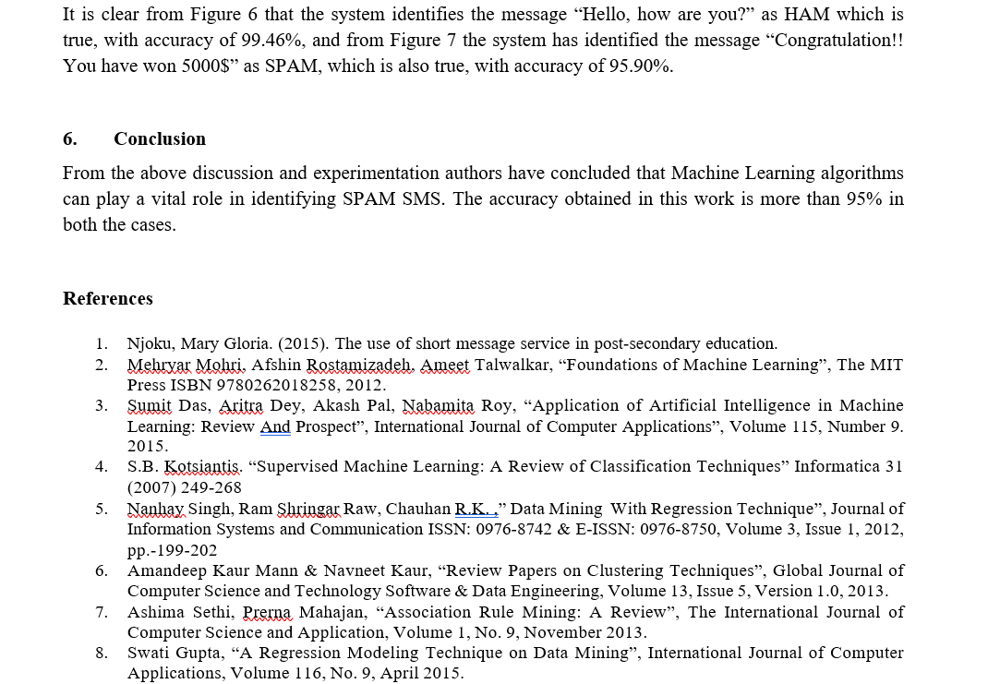 It is clear from Figure 6 that the system identifies the message “Hello, how are you?” as HAM which is
true, with accuracy of 99.46%, and from Figure 7 the system has identified the message “Congratulation!!
You have won 5000$” as SPAM, which is also true, with accuracy of 95.90%.
6. Conclusion
From the above discussion and experimentation authors have concluded that Machine Learning algorithms
can play a vital role in identifying SPAM SMS. The accuracy obtained in this work is more than 95% in
both the cases.
References
1. Njoku, Mary Gloria. (2015). The use of short message service in post-secondary education.
2. Mehryar Mohri, Afshin Rostamizadeh, Ameet Talwalkar, “Foundations of Machine Learning”, The MIT
Press ISBN 9780262018258, 2012.
3. Sumit Das, Aritra Dey, Akash Pal, Nabamita Roy, “Application of Artificial Intelligence in Machine
Learning: Review And Prospect”, International Journal of Computer Applications”, Volume 115, Number 9.
2015.
4. S.B. Kotsiantis. “Supervised Machine Learning: A Review of Classification Techniques” Informatica 31
(2007) 249-268
5. Nanhay Singh, Ram Shringar Raw, Chauhan R.K. ,” Data Mining With Regression Technique”, Journal of
Information Systems and Communication ISSN: 0976-8742 & E-ISSN: 0976-8750, Volume 3, Issue 1, 2012,
pp.-199-202
6. Amandeep Kaur Mann & Navneet Kaur, “Review Papers on Clustering Techniques”, Global Journal of
Computer Science and Technology Software & Data Engineering, Volume 13, Issue 5, Version 1.0, 2013.
7. Ashima Sethi, Prerna Mahajan, “Association Rule Mining: A Review”, The International Journal of
Computer Science and Application, Volume 1, No. 9, November 2013.
8. Swati Gupta, “A Regression Modeling Technique on Data Mining”, International Journal of Computer
Applications, Volume 116, No. 9, April 2015.